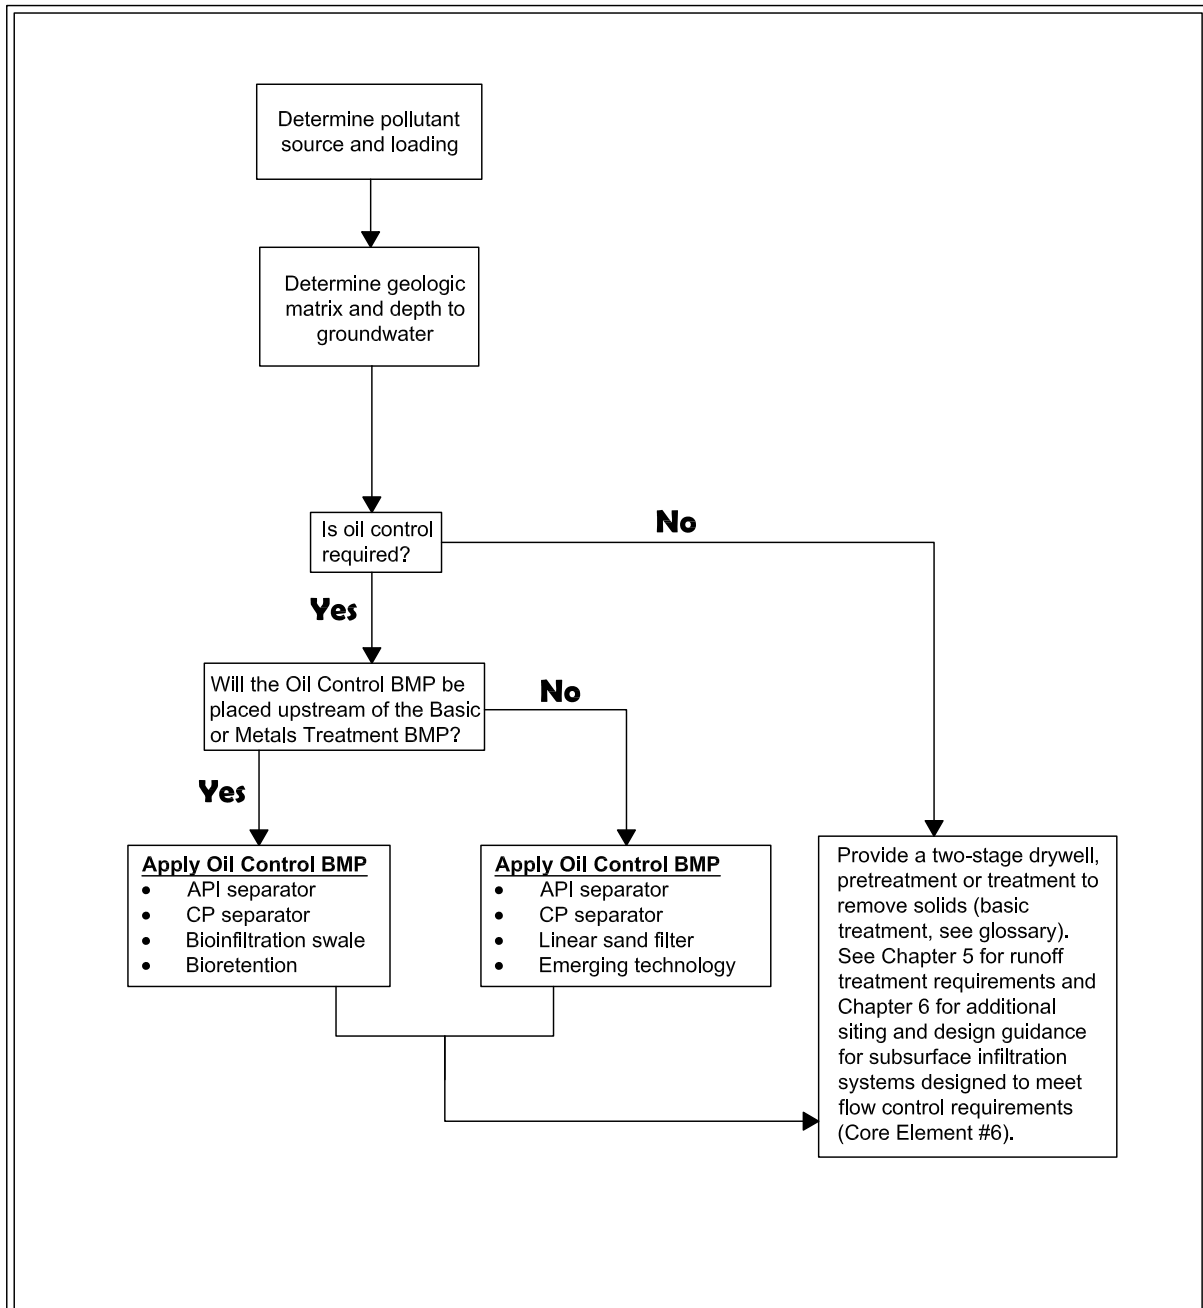 Determine pollutant
source and loading
Determine geologic
matrix and depth to
groundwater
Is oil control
required?
No
Yes
Will the Oil Control BMP be
placed upstream of the Basic
or Metals Treatment BMP?
No
Yes
Apply Oil Control BMP
• API separator
• CP separator
• Bioinfiltration swale
• Bioretention
Apply Oil Control BMP
• API separator
• CP separator
• Linear sand filter
• Emerging technology
Provide a two-stage drywell,
pretreatment or treatment to
remove solids (basic
treatment, see glossary).
See Chapter 5 for runoff
treatment requirements and
Chapter 6 for additional
siting and design guidance
for subsurface infiltration
systems designed to meet
flow control requirements
(Core Element #6).